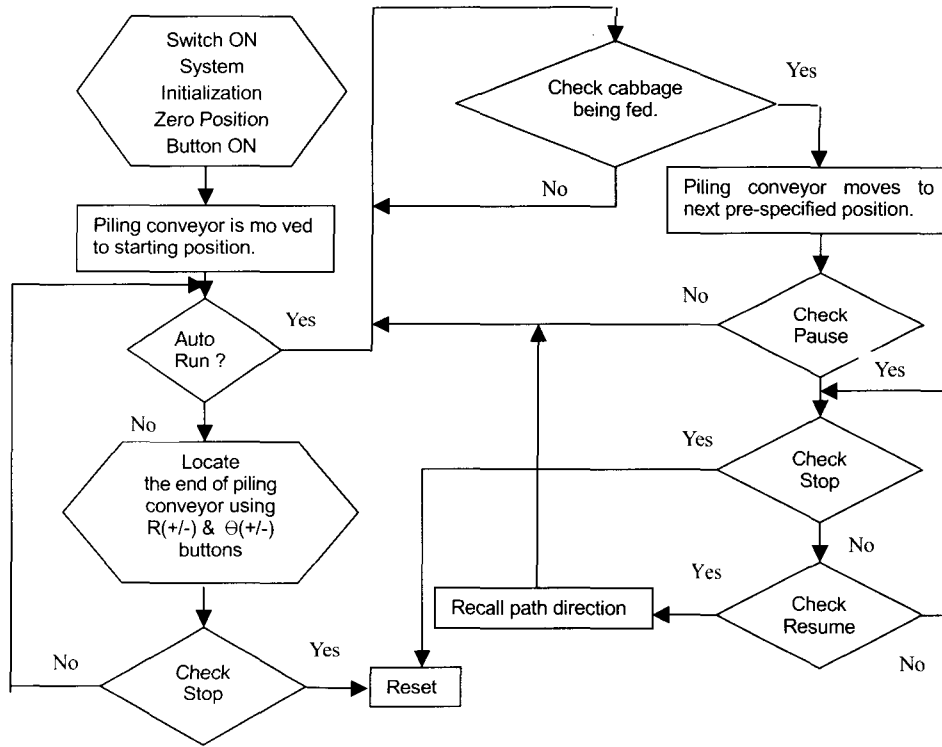 Switch ON
System
Initialization
Zero Position
Button ON
Piling conveyor is mo ved
to starting position.
Auto
Run ?
Yes
No
Locate
the end of piling
conveyor using
R(+/-) & Θ(+/-)
buttons
Check
Stop
No
Yes
Reset
Check cabbage
being fed.
Yes
No
Piling conveyor moves to
next pre-specified position.
Check
Pause
No
Yes
Check
Stop
Yes
No
Check
Resume
Yes
No
Recall path direction